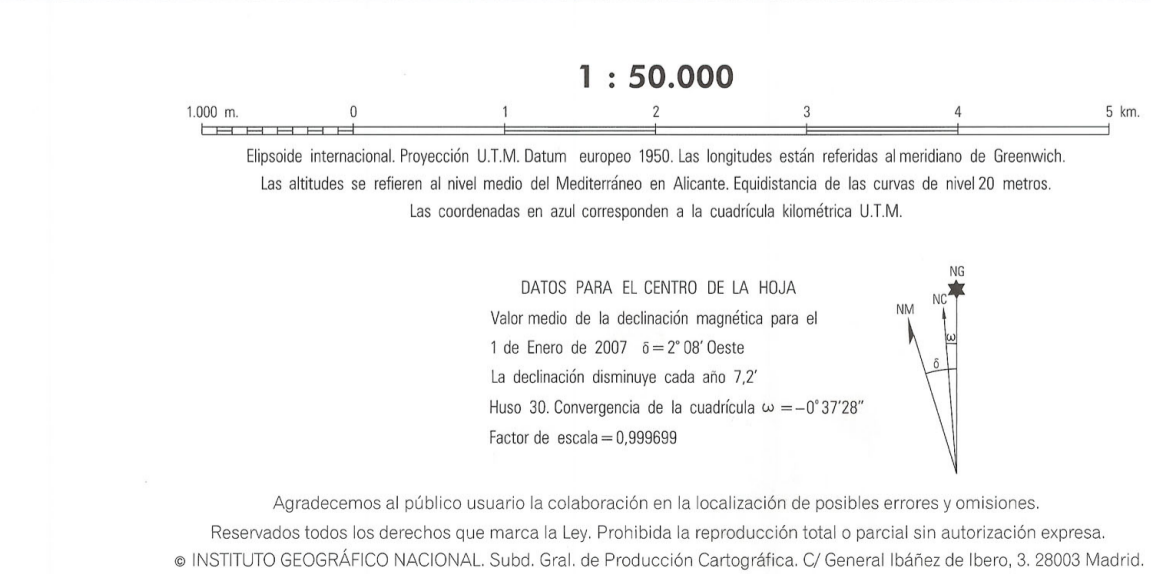 1 : 50.000
1.000 m. 0 1 2 3 4 5 km.
Elipsoide internacional. Proyección U.T.M. Datum europeo 1950. Las longitudes están referidas al meridiano de Greenwich.
Las altitudes se refieren al nivel medio del Mediterráneo en Alicante. Equidistancia de las curvas de nivel 20 metros.
Las coordenadas en azul corresponden a la cuadrícula kilométrica U.T.M.
DATOS PARA EL CENTRO DE LA HOJA
Valor medio de la declinación magnética para el
1 de Enero de 2007 δ = 2° 08' Oeste
La declinación disminuye cada año 7,2'
Huso 30. Convergencia de la cuadrícula ω = −0° 37'28"
Factor de escala = 0,999699
NG
NC
NM
ω
δ
Agradecemos al público usuario la colaboración en la localización de posibles errores y omisiones.
Reservados todos los derechos que marca la Ley. Prohibida la reproducción total o parcial sin autorización expresa.
© INSTITUTO GEOGRÁFICO NACIONAL. Subd. Gral. de Producción Cartográfica. C/ General Ibáñez de Ibero, 3. 28003 Madrid.